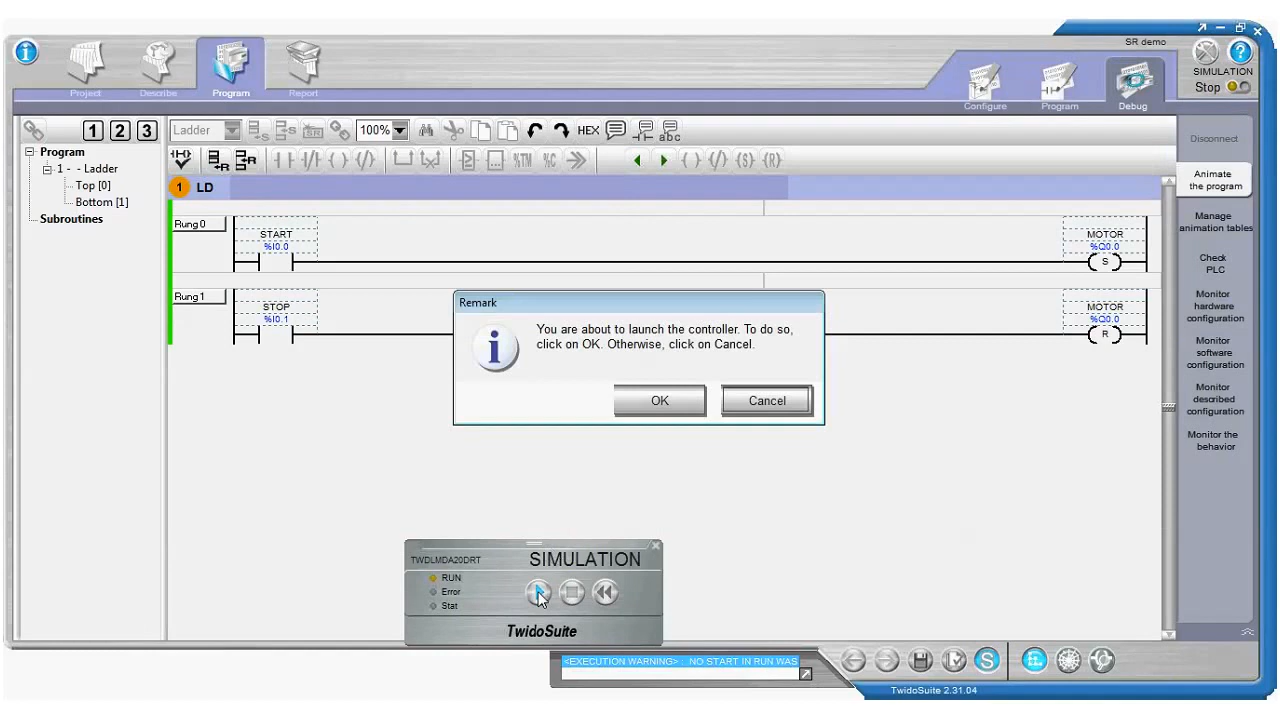 SR demo
Project
Describe
Program
Report
Configure
Program
Debug
SIMULATION
Stop
1 2 3
Ladder
100%
HEX
abc
%TM
%C
(S) (R)
Program
1 - - Ladder
Top [0]
Bottom [1]
Subroutines
1 LD
Rung 0
START
%I0.0
MOTOR
%Q0.0
S
Rung 1
STOP
%I0.1
MOTOR
%Q0.0
R
Remark
You are about to launch the controller. To do so,
click on OK. Otherwise, click on Cancel.
OK
Cancel
TWDLMDA20DRT
SIMULATION
RUN
Error
Stat
TwidoSuite
<EXECUTION WARNING> : NO START IN RUN WAS
Disconnect
Animate
the program
Manage
animation tables
Check
PLC
Monitor
hardware
configuration
Monitor
software
configuration
Monitor
described
configuration
Monitor the
behavior
TwidoSuite 2.31.04